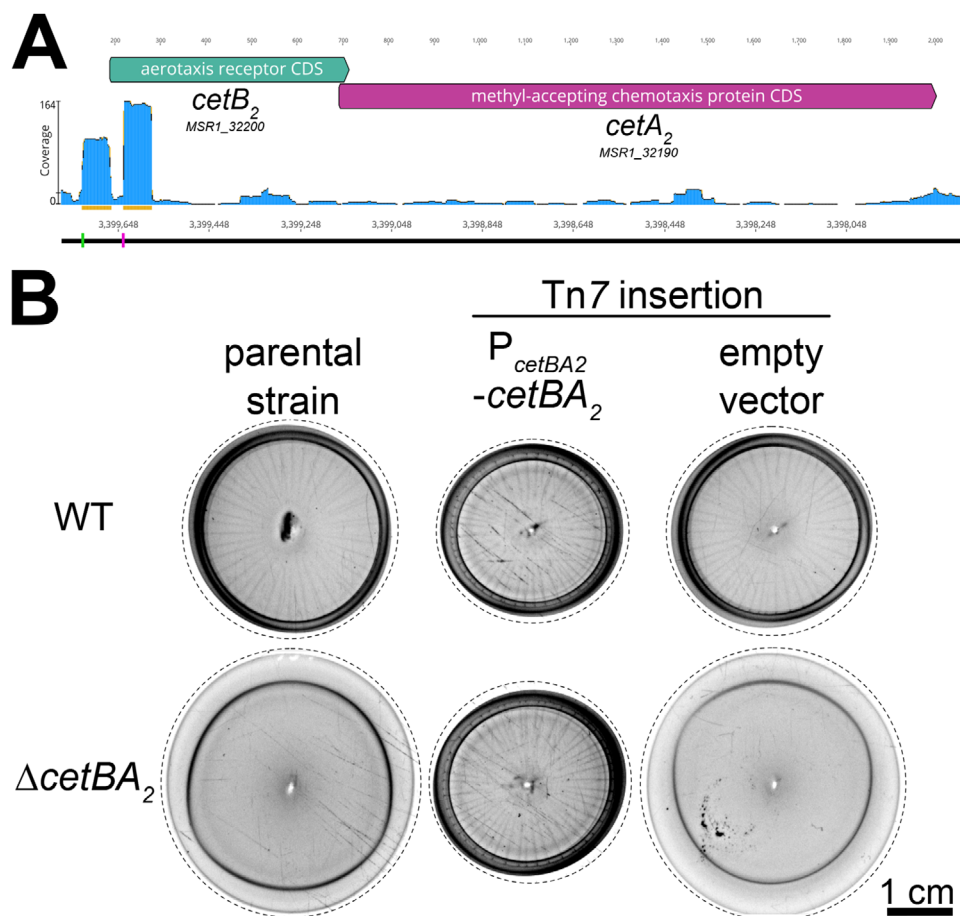 A
200 300 400 500 600 700 800 900 1,000 1,100 1,200 1,300 1,400 1,500 1,600 1,700 1,800 1,900 2,000
aerotaxis receptor CDS
methyl-accepting chemotaxis protein CDS
164
Coverage
0
cetB2
MSR1_32200
cetA2
MSR1_32190
3,399,648 3,399,448 3,399,248 3,399,048 3,398,848 3,398,648 3,398,448 3,398,248 3,398,048
B
Tn7 insertion
parental
strain
PcetBA2
-cetBA2
empty
vector
WT
ΔcetBA2
1 cm